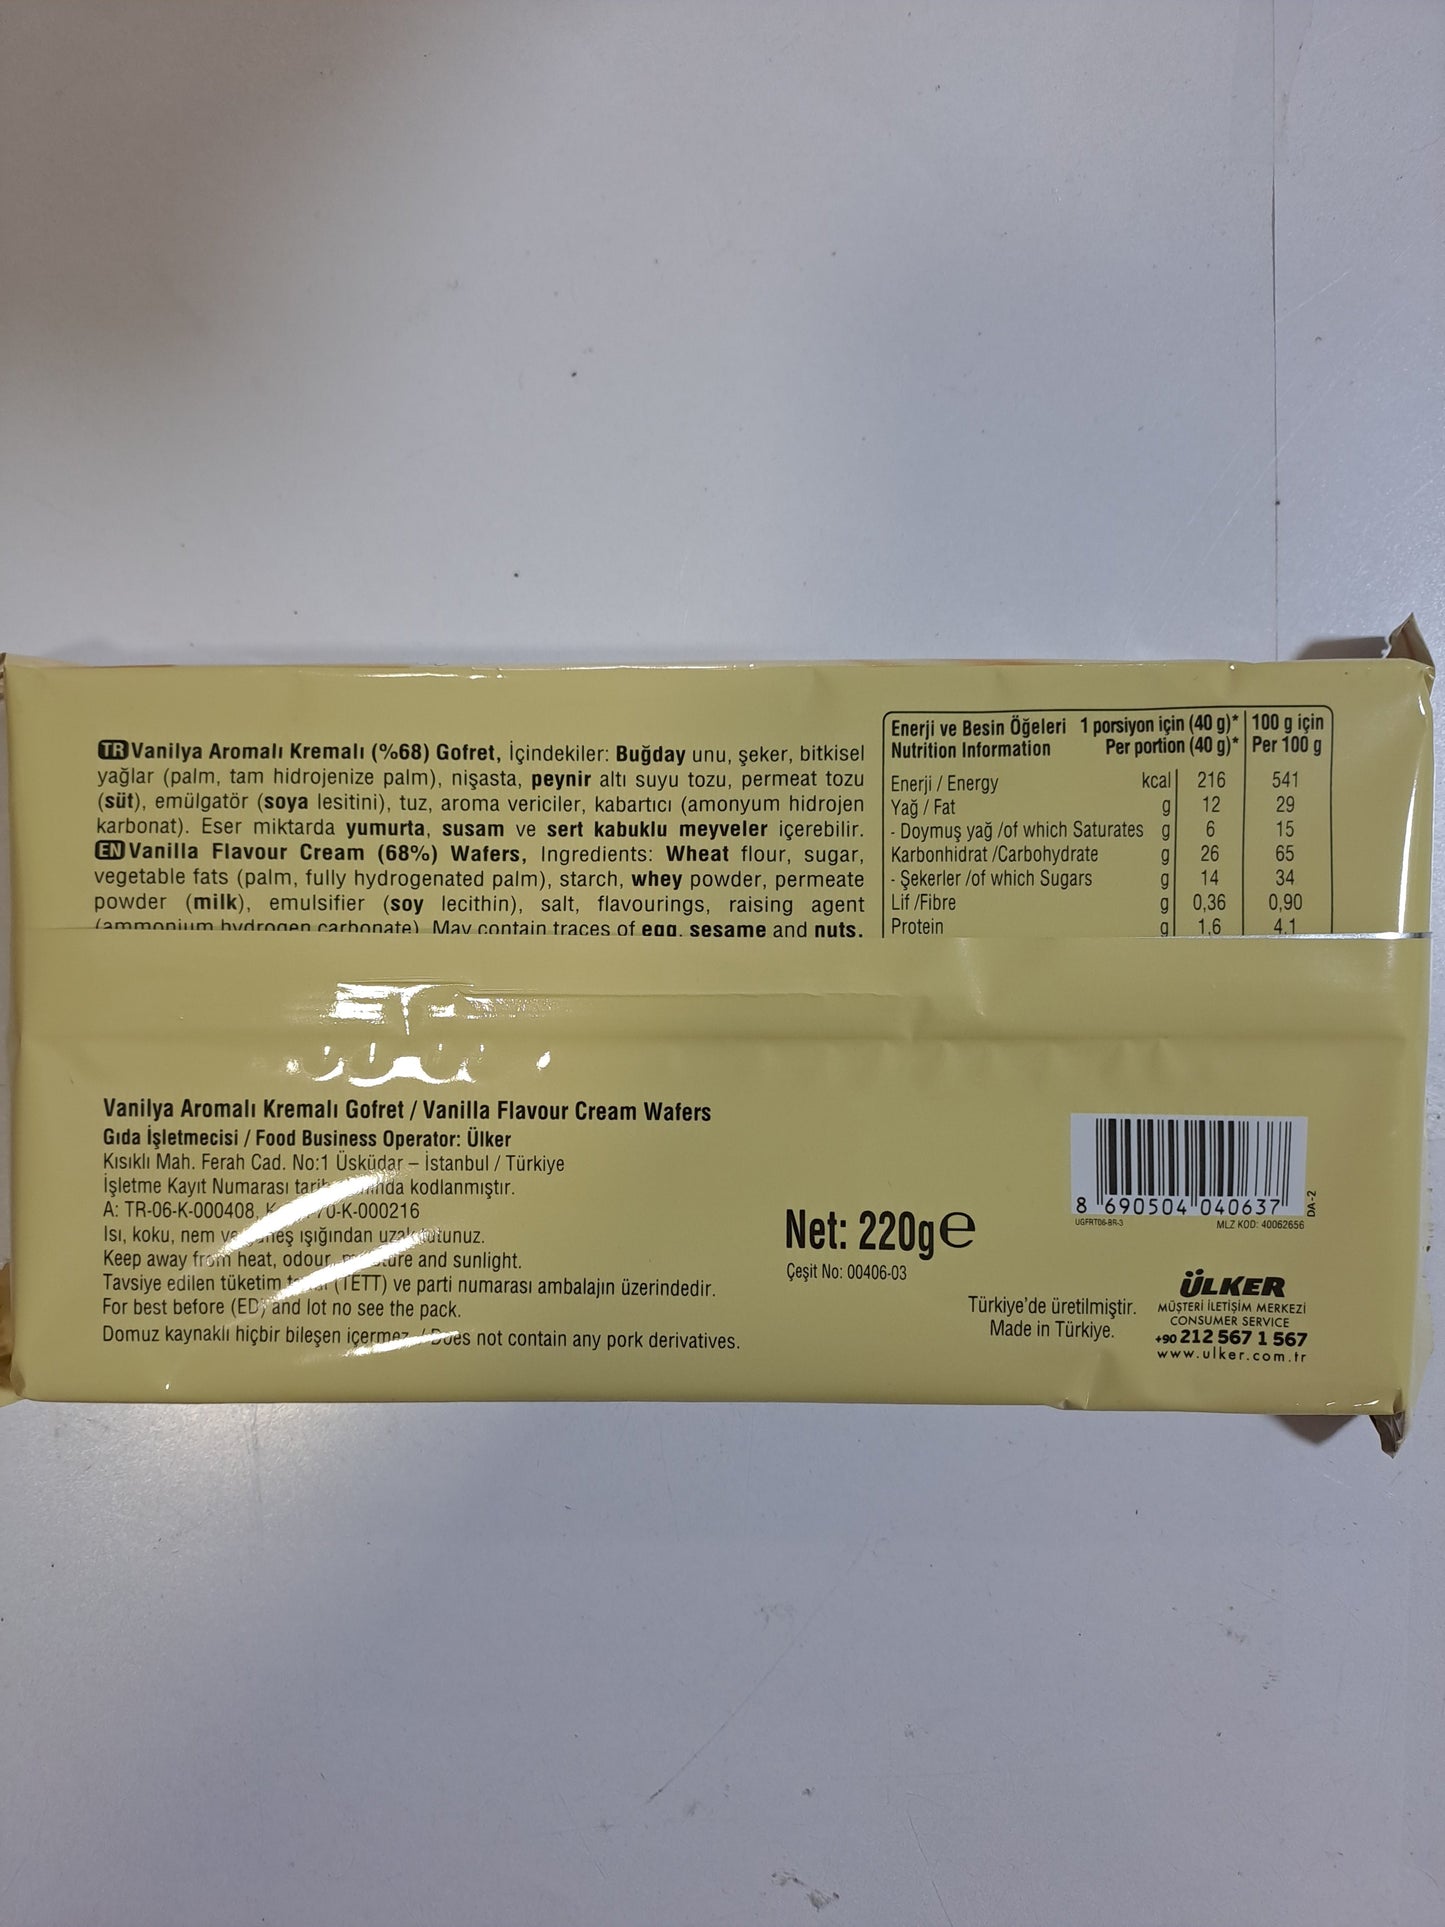 TR Vanilya Aromalı Kremalı (%68) Gofret, İçindekiler: Buğday unu, şeker, bitkisel
yağlar (palm, tam hidrojenize palm), nişasta, peynir altı suyu tozu, permeat tozu
(süt), emülgatör (soya lesitini), tuz, aroma vericiler, kabartıcı (amonyum hidrojen
karbonat). Eser miktarda yumurta, susam ve sert kabuklu meyveler içerebilir.
EN Vanilla Flavour Cream (68%) Wafers, Ingredients: Wheat flour, sugar,
vegetable fats (palm, fully hydrogenated palm), starch, whey powder, permeate
powder (milk), emulsifier (soy lecithin), salt, flavourings, raising agent
(ammonium hydrogen carbonate). May contain traces of egg, sesame and nuts.
Enerji ve Besin Öğeleri 1 porsiyon için (40 g)* 100 g için
Nutrition Information Per portion (40 g)* Per 100 g
Enerji / Energy kcal 216 541
Yağ / Fat g 12 29
- Doymuş yağ /of which Saturates g 6 15
Karbonhidrat /Carbohydrate g 26 65
- Şekerler /of which Sugars g 14 34
Lif /Fibre g 0,36 0,90
Protein g 1,6 4,1
Vanilya Aromalı Kremalı Gofret / Vanilla Flavour Cream Wafers
Gıda İşletmecisi / Food Business Operator: Ülker
Kısıklı Mah. Ferah Cad. No:1 Üsküdar – İstanbul / Türkiye
İşletme Kayıt Numarası kodlanmıştır.
A: TR-06-K-000408,
Isı, koku, nem ışığından uzak tutunuz.
Keep away from heat, odour, and sunlight.
Tavsiye edilen tüketim (TETT) ve parti numarası ambalajın üzerindedir.
For best before (ED) and lot no see the pack.
Domuz kaynaklı hiçbir bileşen içermez. / Does not contain any pork derivatives.
Net: 220g e
Çeşit No: 00406-03
8 690504 040637
UGFRT06-BR-3 MLZ KOD: 40062656
DA-2
Türkiye'de üretilmiştir.
Made in Türkiye.
ÜLKER
MÜŞTERİ İLETİŞİM MERKEZİ
CONSUMER SERVICE
+90 212 567 1 567
www.ulker.com.tr